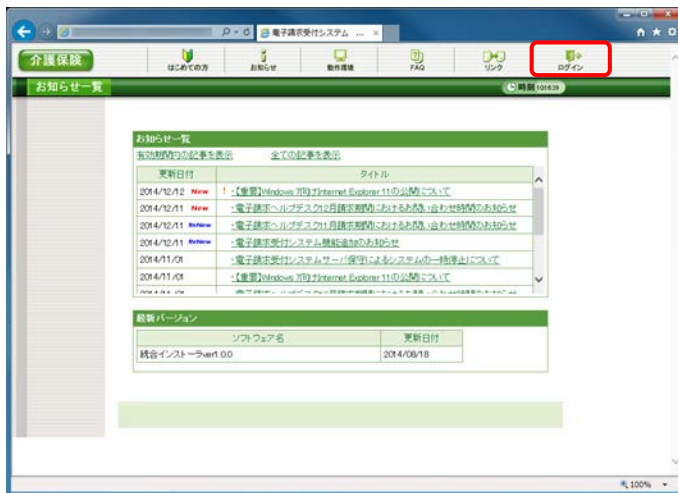 電子請求受付システム ...
介護保険
はじめての方
お知らせ
動作環境
FAQ
リンク
ログイン
お知らせ一覧
時刻
お知らせ一覧
有効期間内の記事を表示 全ての記事を表示
更新日付 タイトル
2014/12/12 New ! ・【重要】Windows 7向けInternet Explorer 11の公開について
2014/12/11 New ・電子請求ヘルプデスク12月請求期間におけるお問い合わせ時間のお知らせ
2014/12/11 ReNew ・電子請求ヘルプデスク11月請求期間におけるお問い合わせ時間のお知らせ
2014/12/11 ReNew ・電子請求受付システム機能追加のお知らせ
2014/11/01 ・電子請求受付システムサーバ保守によるシステムの一時停止について
2014/11/01 ・【重要】Windows 7向けInternet Explorer 11の公開について
最新バージョン
ソフトウェア名 更新日付
統合インストーラver1.0.0 2014/08/18
100%